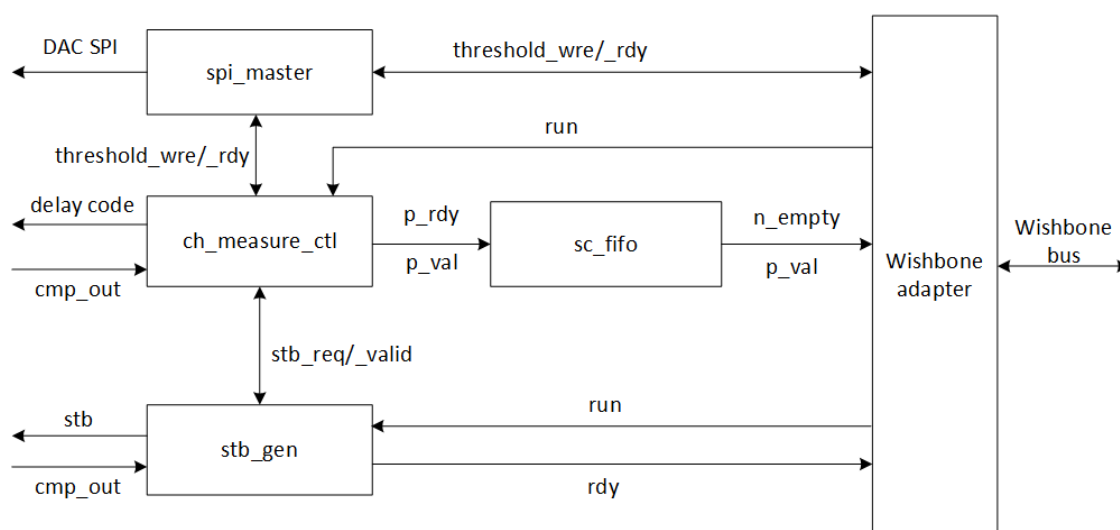 DAC SPI
spi_master
threshold_wre/_rdy
run
threshold_wre/_rdy
delay code
ch_measure_ctl
cmp_out
p_rdy
p_val
sc_fifo
n_empty
p_val
Wishbone
adapter
Wishbone
bus
stb_req/_valid
stb
stb_gen
cmp_out
run
rdy